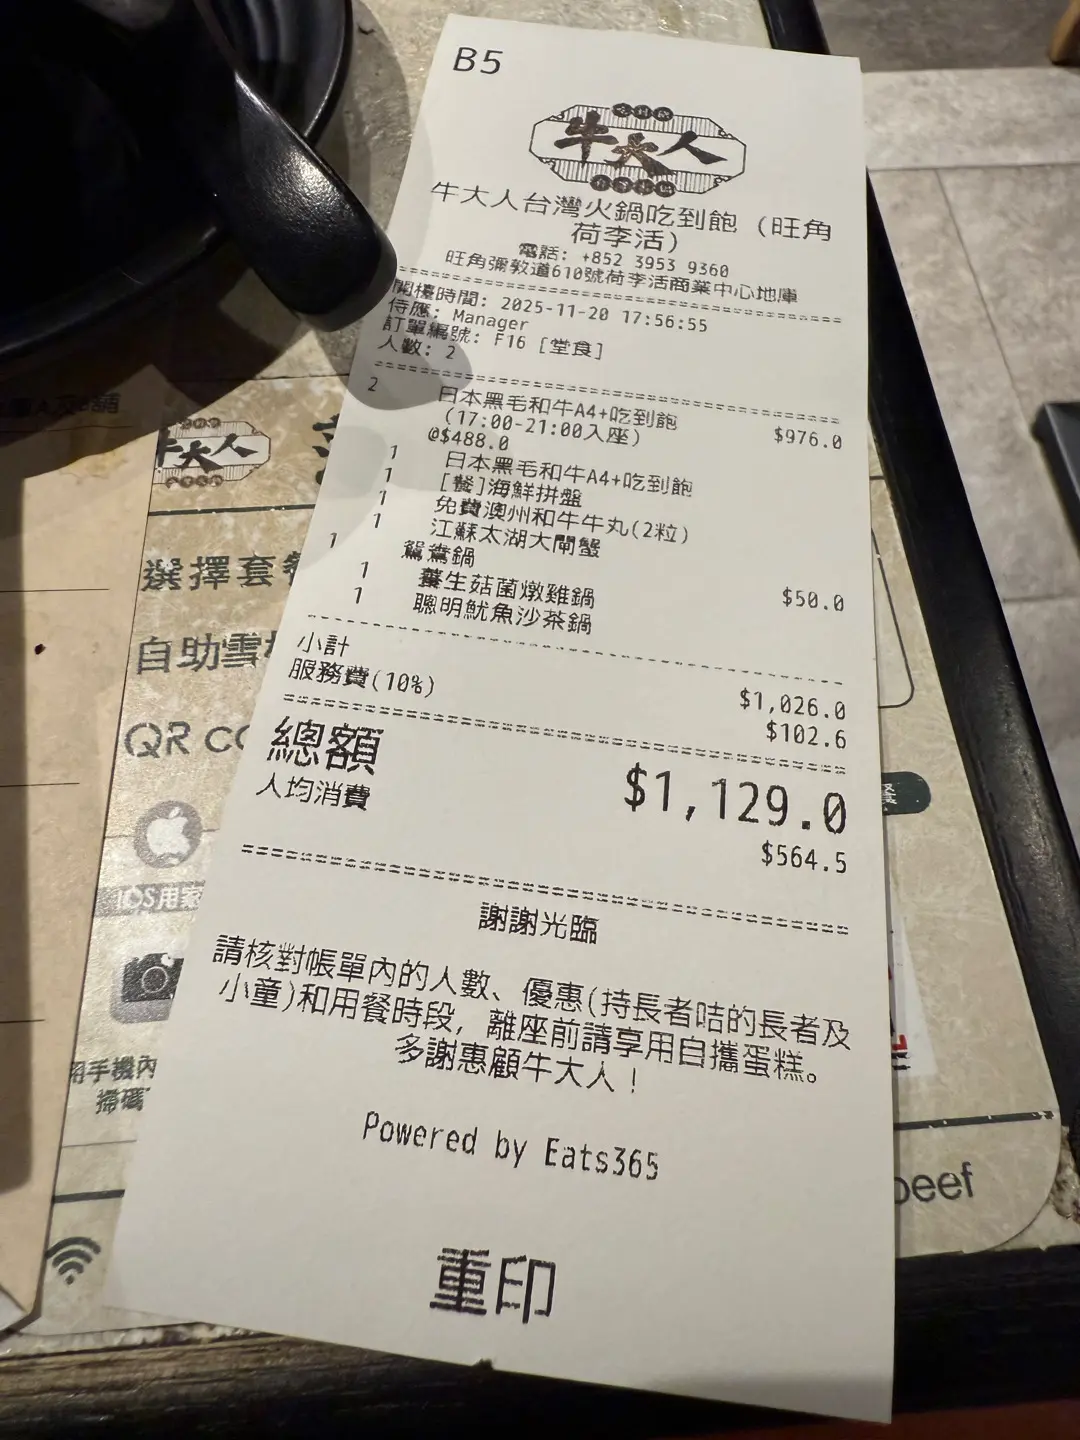 B5
牛大人
牛大人台灣火鍋吃到飽 (旺角
荷李活)
電話: +852 3953 9360
旺角彌敦道610號荷李活商業中心地庫
開檯時間: 2025-11-20 17:56:55
侍應: Manager
訂單編號: F16 [堂食]
人數: 2
2 日本黑毛和牛A4+吃到飽
(17:00-21:00入座) $976.0
@$488.0
1 日本黑毛和牛A4+吃到飽
1 [餐]海鮮拼盤
1 免費澳州和牛牛丸(2粒)
1 江蘇太湖大閘蟹
1 鴛鴦鍋 $50.0
1 養生菇菌燉雞鍋
1 聰明魷魚沙茶鍋
小計 $1,026.0
服務費(10%) $102.6
總額 $1,129.0
人均消費 $564.5
謝謝光臨
請核對帳單內的人數、優惠(持長者咭的長者及
小童)和用餐時段, 離座前請享用自攜蛋糕。
多謝惠顧牛大人!
Powered by Eats365
重印
牛大人
選擇套
自助雪
QR CO
IOS用家
用手機內
掃碼
beef